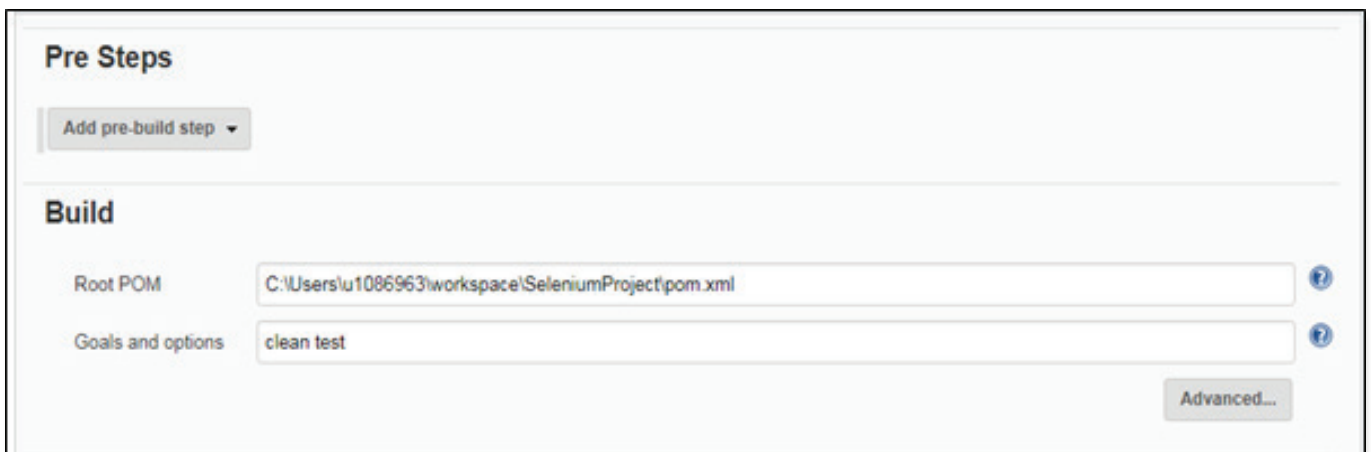 Pre Steps
Add pre-build step
Build
Root POM C:\Users\u1086963\workspace\SeleniumProject\pom.xml
Goals and options clean test
Advanced...